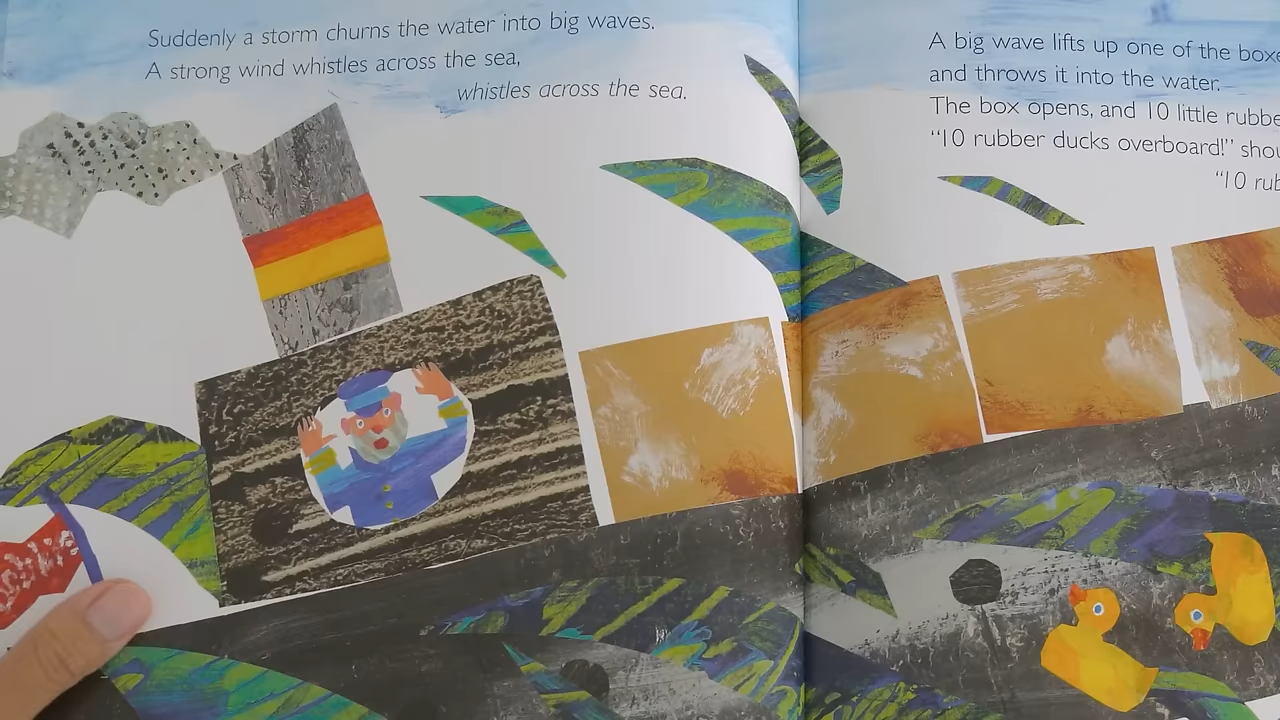 Suddenly a storm churns the water into big waves.
A strong wind whistles across the sea,
whistles across the sea.
A big wave lifts up one of the
and throws it into the water.
The box opens, and 10 little
“10 rubber ducks overboard!”
“10